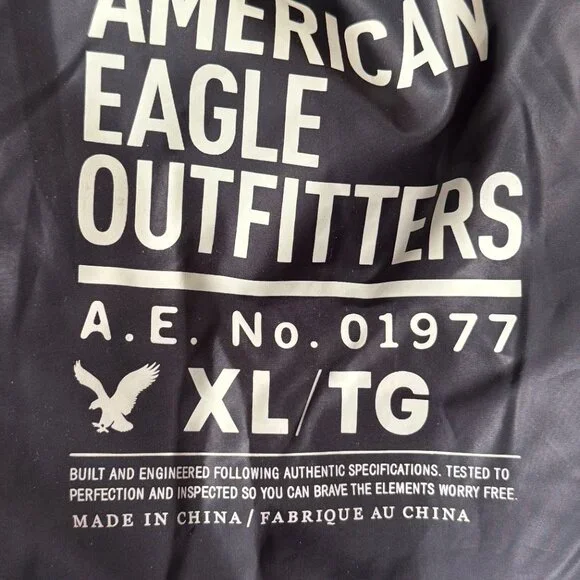 AMERICAN
EAGLE
OUTFITTERS
A.E. No. 01977
XL/TG
BUILT AND ENGINEERED FOLLOWING AUTHENTIC SPECIFICATIONS. TESTED TO
PERFECTION AND INSPECTED SO YOU CAN BRAVE THE ELEMENTS WORRY FREE.
MADE IN CHINA/FABRIQUE AU CHINA